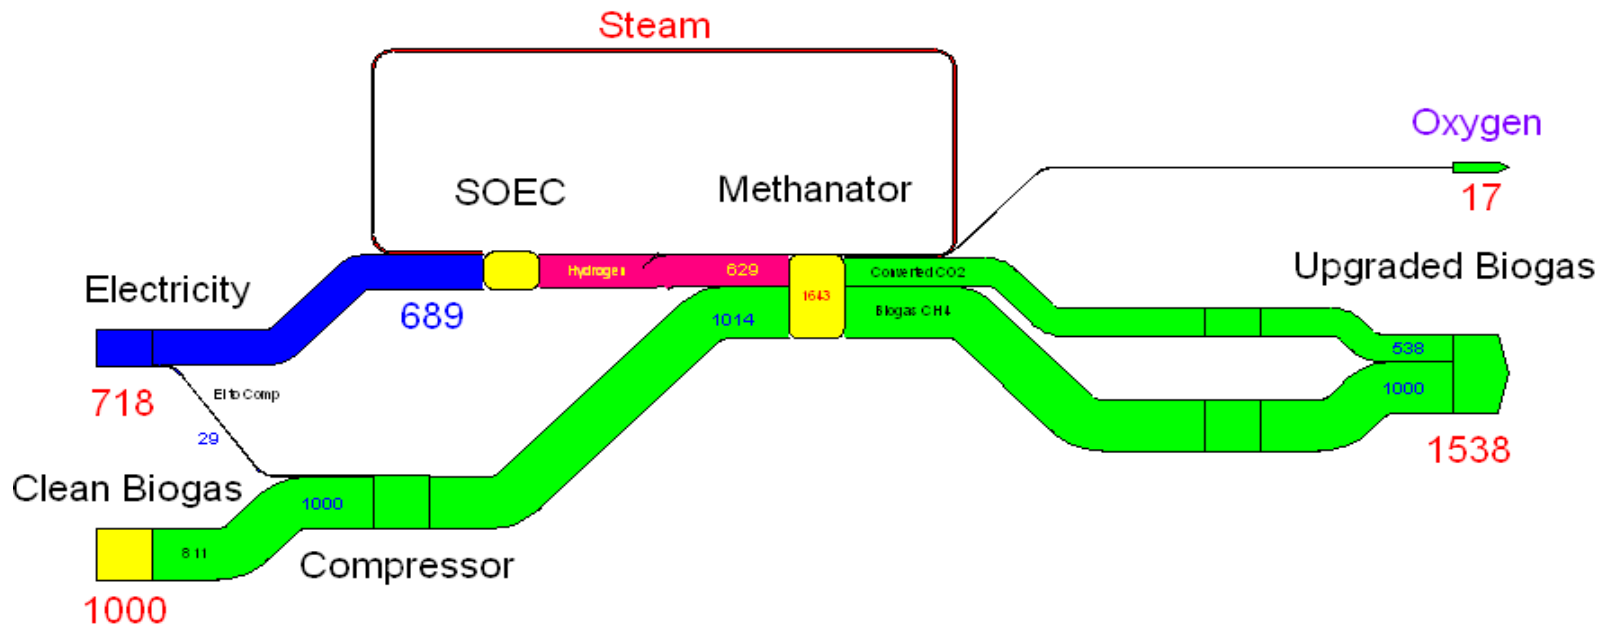 Steam
Oxygen
17
SOEC
Methanator
Electricity
689
Hydrogen
629
1643
Converted CO2
Upgraded Biogas
1014
Biogas CH4
718
El to Comp
29
538
1000
1538
Clean Biogas
1000
811
Compressor
1000